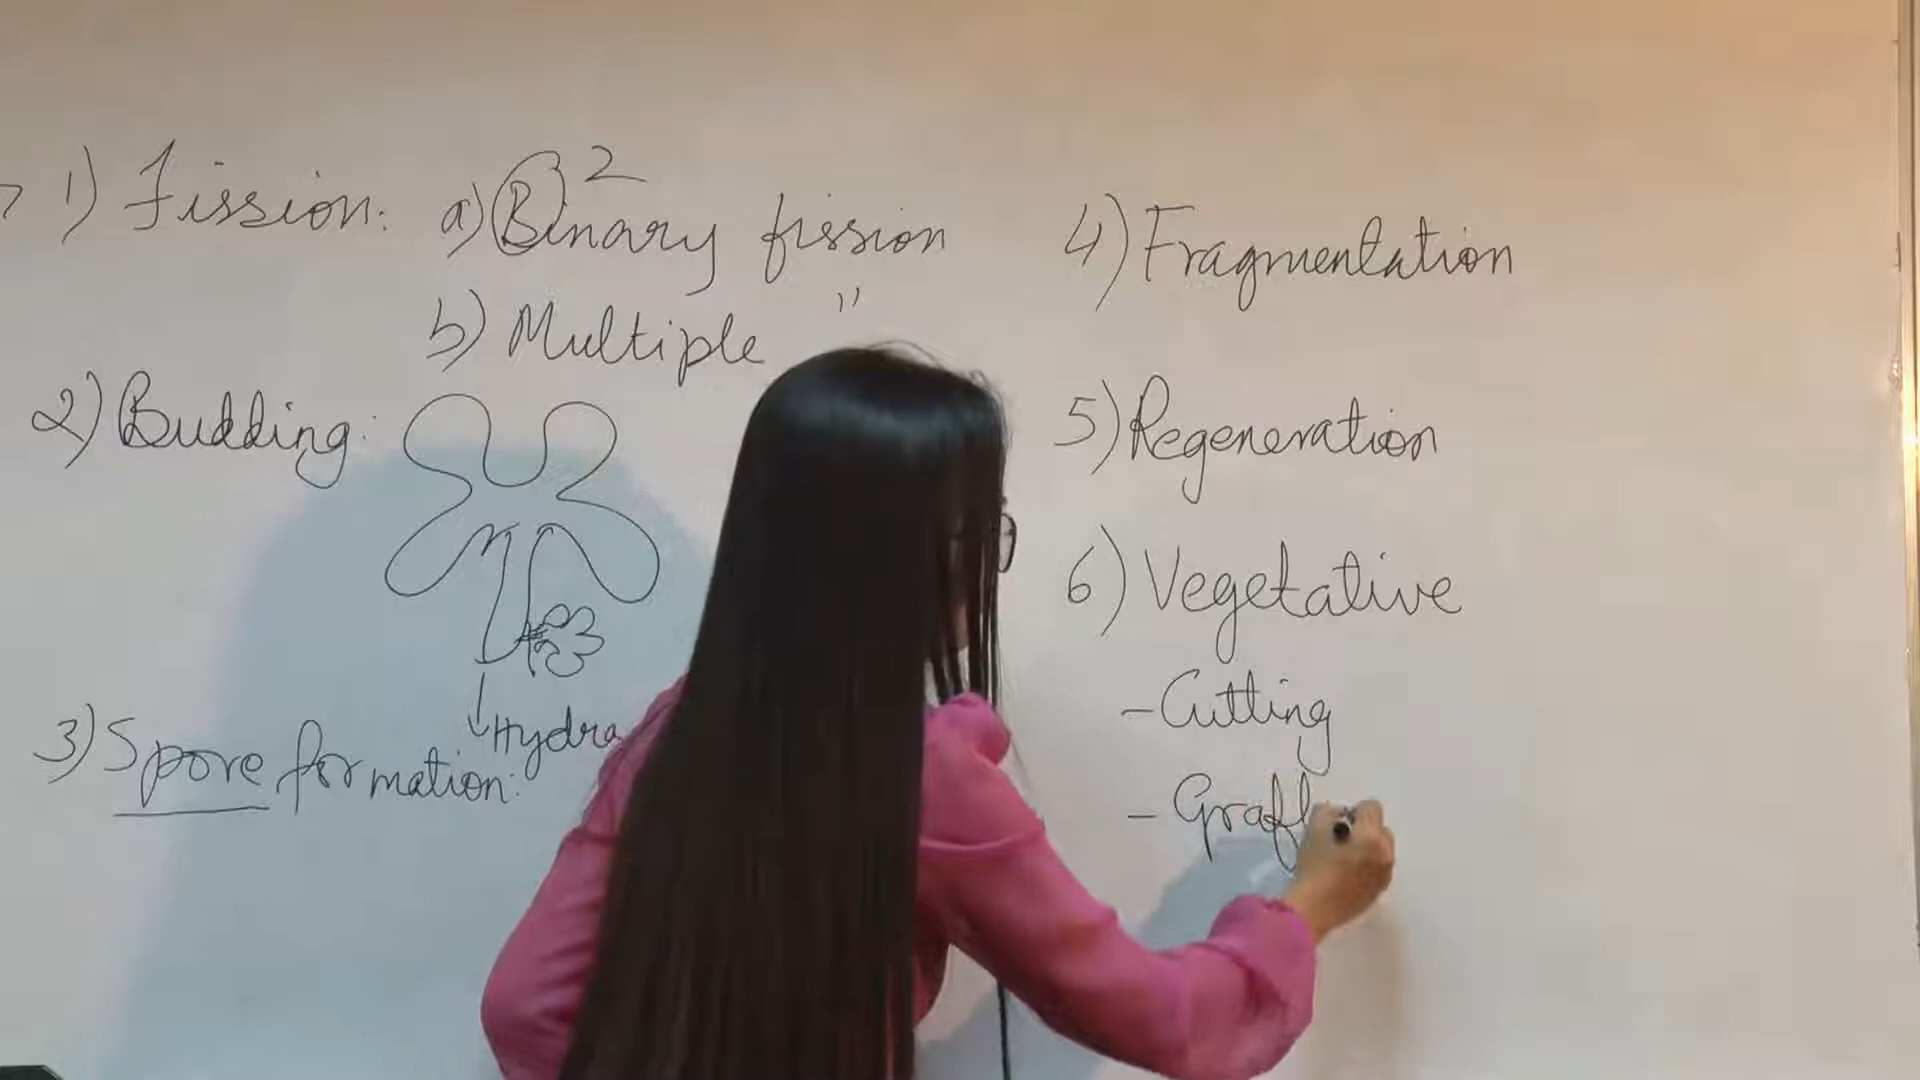 1) Fission: a) Binary fission
2
b) Multiple "
2) Budding:
Hydra
3) Spore formation:
4) Fragmentation
5) Regeneration
6) Vegetative
- Cutting
- Graft